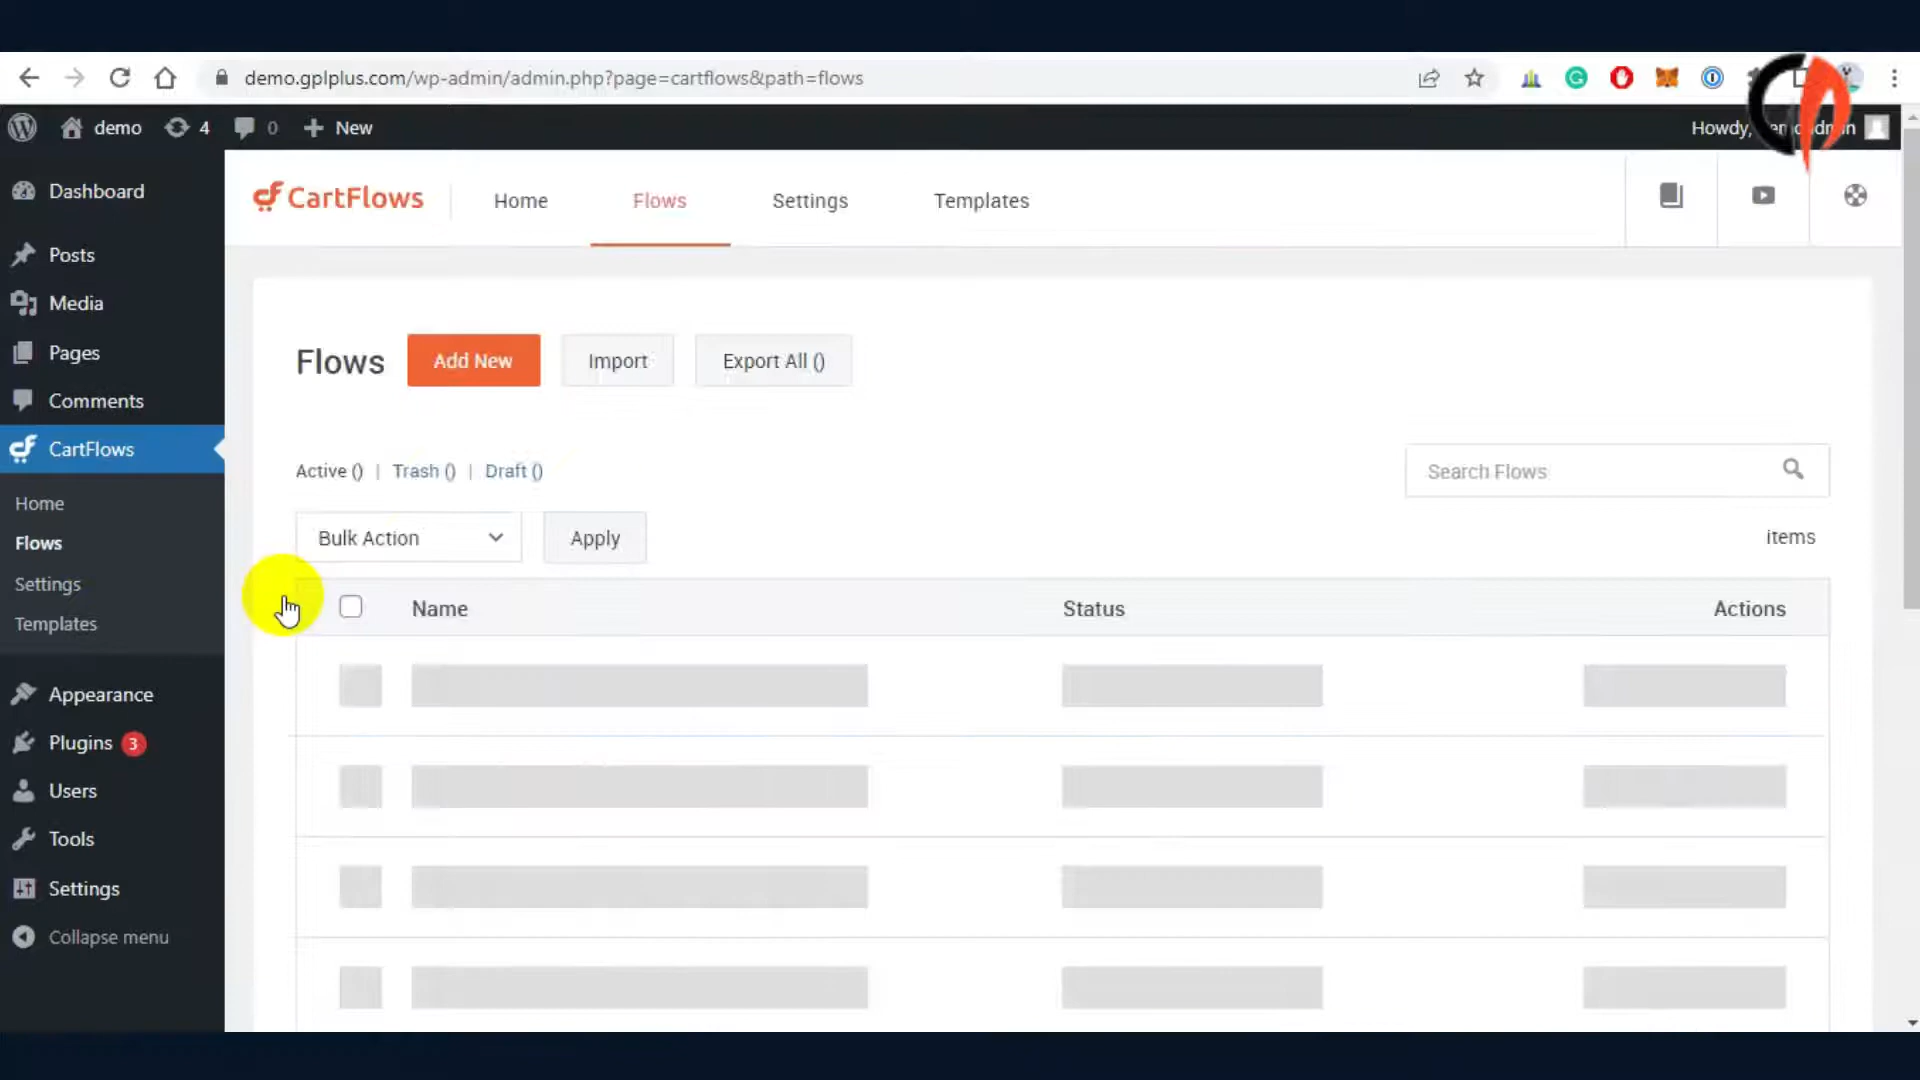 demo.gplplus.com/wp-admin/admin.php?page=cartflows&path=flows
demo 4 0 New
Howdy,
Dashboard
Posts
Media
Pages
Comments
CartFlows
Home
Flows
Settings
Templates
Appearance
Plugins 3
Users
Tools
Settings
Collapse menu
CartFlows Home Flows Settings Templates
Flows Add New Import Export All ()
Active () | Trash () | Draft ()
Search Flows
Bulk Action Apply
items
Name Status Actions